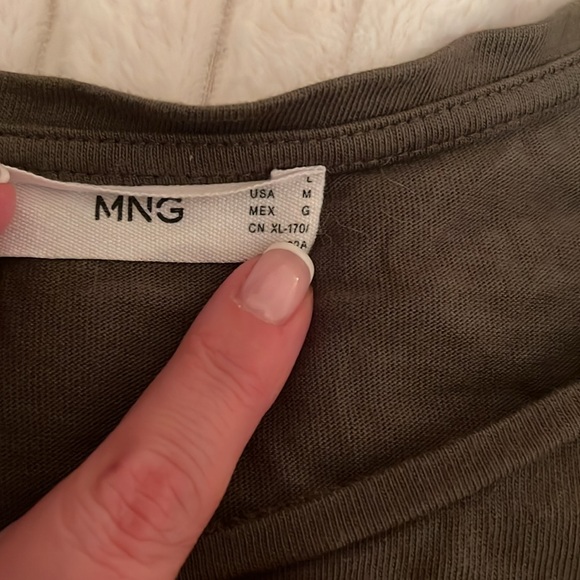 MNG
L
USA M
MEX G
CN XL-170/